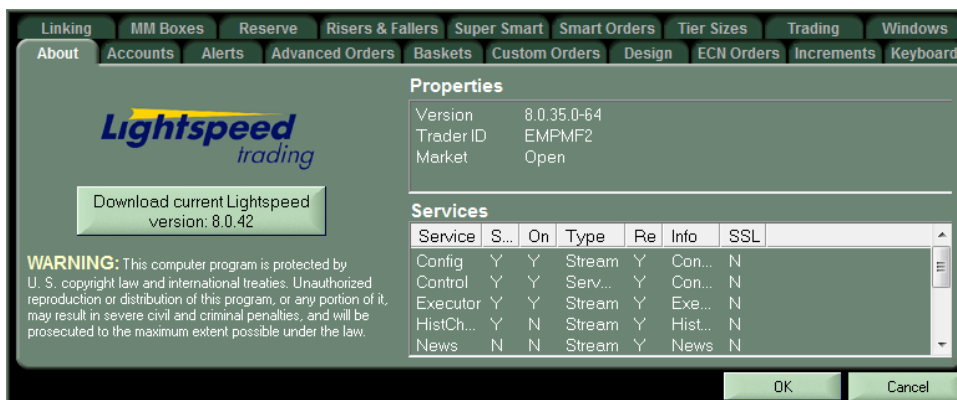 Linking MM Boxes Reserve Risers & Fallers Super Smart Smart Orders Tier Sizes Trading Windows
About Accounts Alerts Advanced Orders Baskets Custom Orders Design ECN Orders Increments Keyboard
Lightspeed
trading
Download current Lightspeed
version: 8.0.42
WARNING: This computer program is protected by
U. S. copyright law and international treaties. Unauthorized
reproduction or distribution of this program, or any portion of it,
may result in severe civil and criminal penalties, and will be
prosecuted to the maximum extent possible under the law.
Properties
Version 8.0.35.0-64
Trader ID EMPMF2
Market Open
Services
Service S... On Type Re Info SSL
Config Y Y Stream Y Con... N
Control Y Y Serv... Y Con... N
Executor Y Y Stream Y Exe... N
HistCh... Y N Stream Y Hist... N
News N N Stream Y News N
OK Cancel